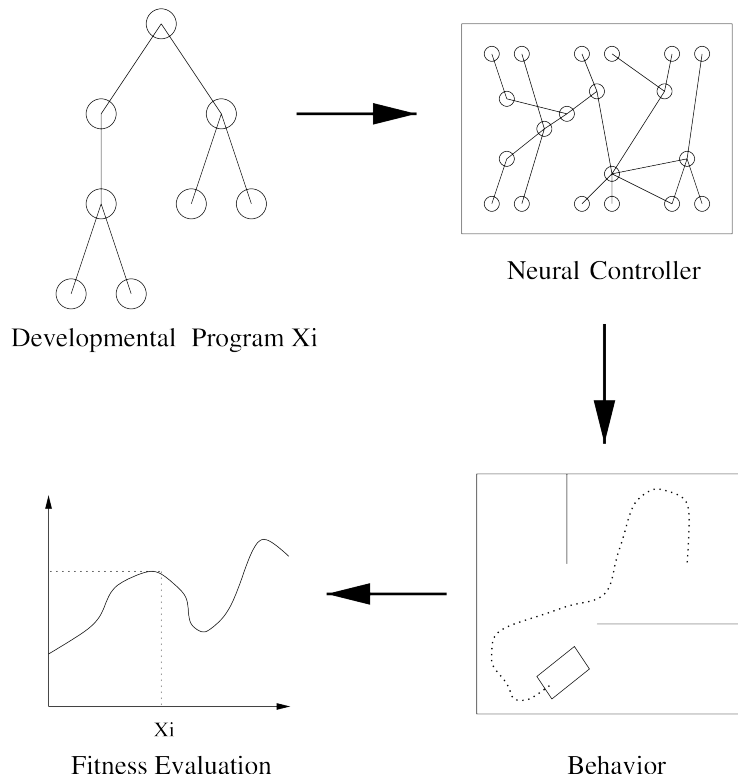 Developmental Program Xi
Neural Controller
Xi
Fitness Evaluation
Behavior